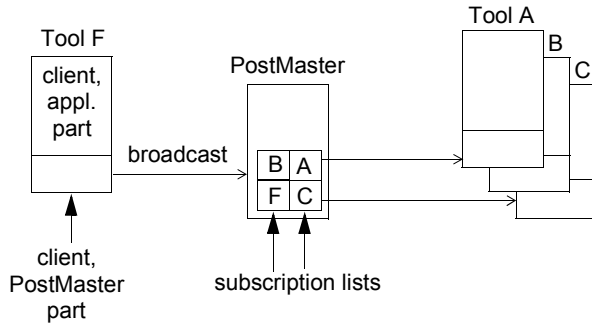 Tool F
client,
appl.
part
broadcast
client,
PostMaster
part
PostMaster
B A
F C
subscription lists
Tool A
B
C